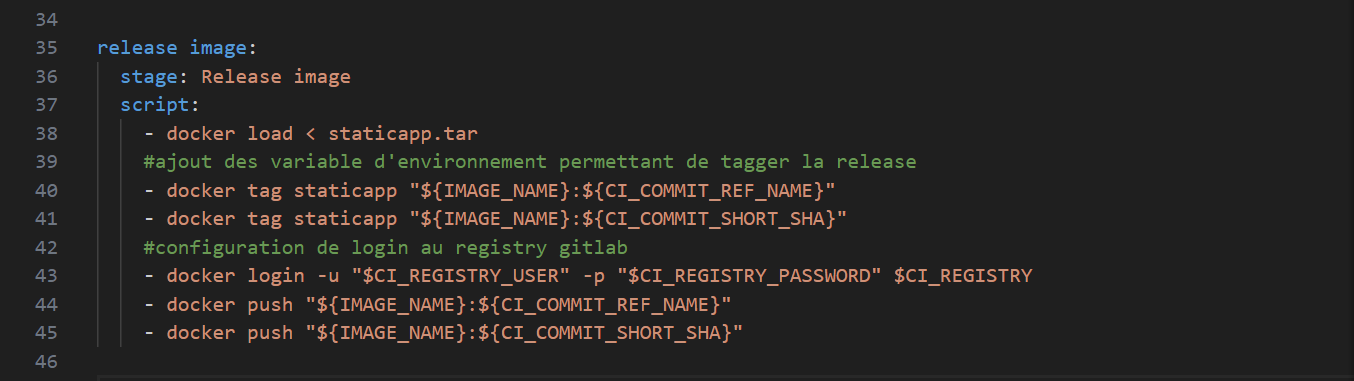 34
35 release image:
36 stage: Release image
37 script:
38 - docker load < staticapp.tar
39 #ajout des variable d'environnement permettant de tagger la release
40 - docker tag staticapp "${IMAGE_NAME}:${CI_COMMIT_REF_NAME}"
41 - docker tag staticapp "${IMAGE_NAME}:${CI_COMMIT_SHORT_SHA}"
42 #configuration de login au registry gitlab
43 - docker login -u "$CI_REGISTRY_USER" -p "$CI_REGISTRY_PASSWORD" $CI_REGISTRY
44 - docker push "${IMAGE_NAME}:${CI_COMMIT_REF_NAME}"
45 - docker push "${IMAGE_NAME}:${CI_COMMIT_SHORT_SHA}"
46